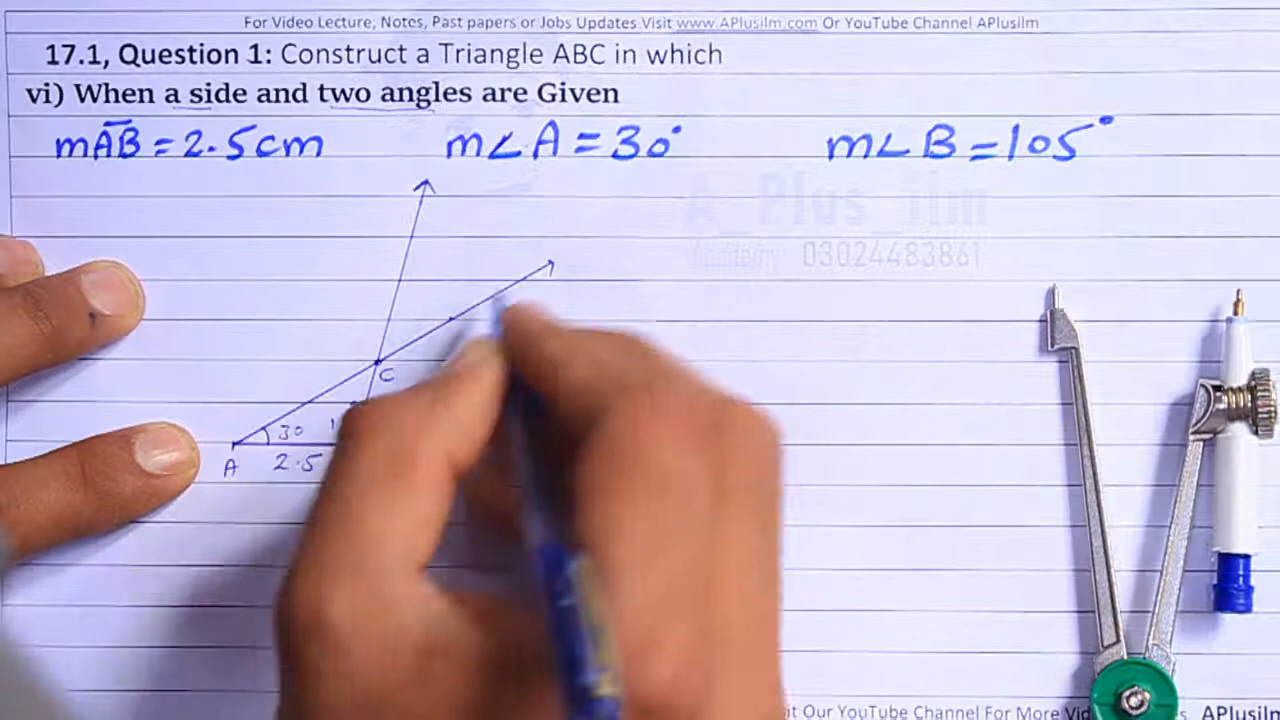 For Video Lecture, Notes, Past papers or Jobs Updates Visit www.APlusilm.com Or YouTube Channel APlusilm
17.1, Question 1: Construct a Triangle ABC in which
vi) When a side and two angles are Given
mAB = 2.5cm m∠A = 30° m∠B = 105°
A_Plus_ilm
Academy 03024483861
C
30 1
A 2.5
it Our YouTube Channel For More Vid s, APlusiln